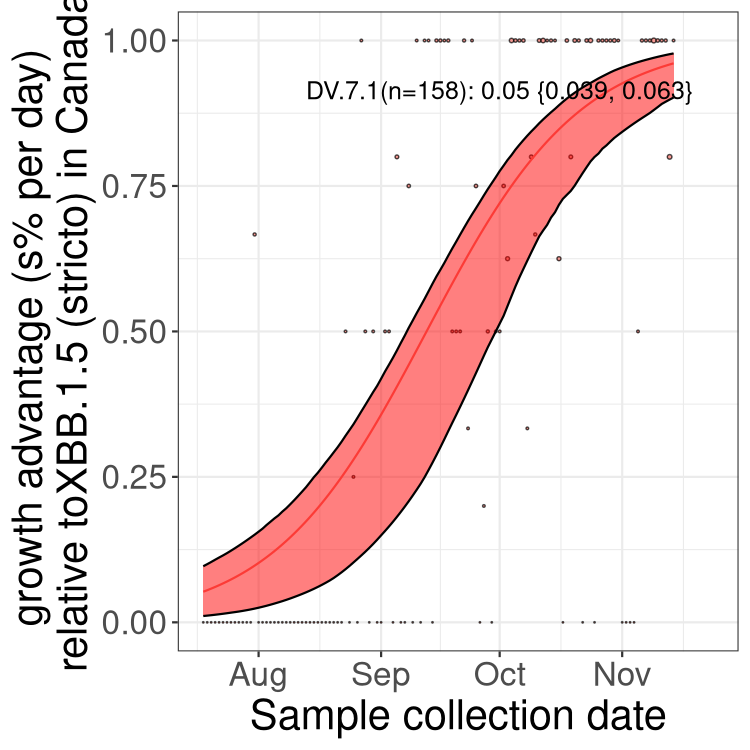 growth advantage (s% per day)
relative toXBB.1.5 (stricto) in Canada
1.00
0.75
0.50
0.25
0.00
DV.7.1(n=158): 0.05 {0.039, 0.063}
Aug Sep Oct Nov
Sample collection date